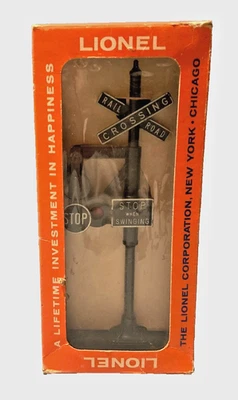 LIONEL
A LIFETIME INVESTMENT IN HAPPINESS
THE LIONEL CORPORATION, NEW YORK • CHICAGO
RAIL
CROSSING
ROAD
STOP
STOP
WHEN
SWINGING
LIONEL